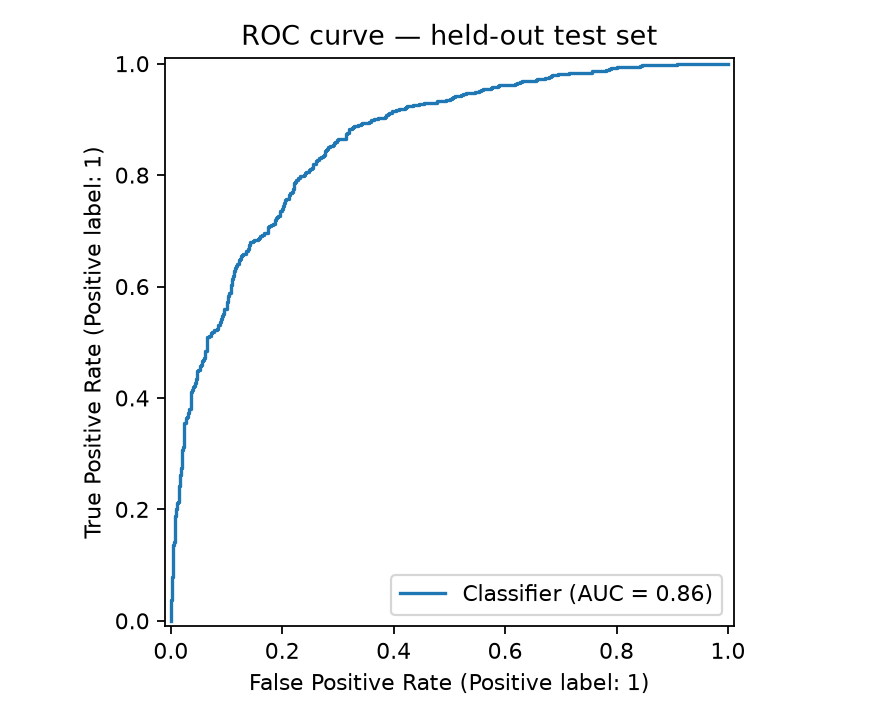 ROC curve — held-out test set
True Positive Rate (Positive label: 1)
1.0
0.8
0.6
0.4
0.2
0.0
Classifier (AUC = 0.86)
0.0 0.2 0.4 0.6 0.8 1.0
False Positive Rate (Positive label: 1)